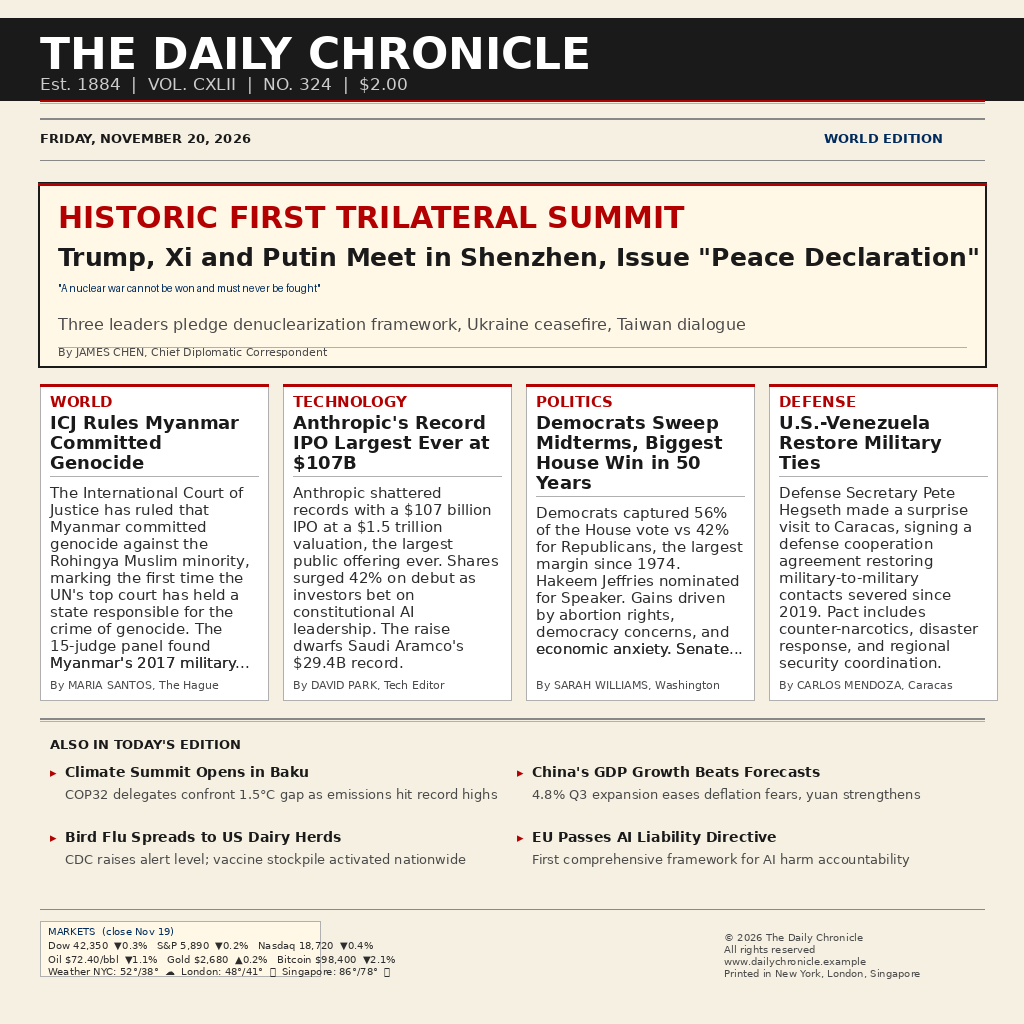 THE DAILY CHRONICLE
Est. 1884 | VOL. CXLII | NO. 324 | $2.00
FRIDAY, NOVEMBER 20, 2026
WORLD EDITION
HISTORIC FIRST TRILATERAL SUMMIT
Trump, Xi and Putin Meet in Shenzhen, Issue "Peace Declaration"
"A nuclear war cannot be won and must never be fought"
Three leaders pledge denuclearization framework, Ukraine ceasefire, Taiwan dialogue
By JAMES CHEN, Chief Diplomatic Correspondent
WORLD
ICJ Rules Myanmar
Committed
Genocide
The International Court of
Justice has ruled that
Myanmar committed
genocide against the
Rohingya Muslim minority,
marking the first time the
UN's top court has held a
state responsible for the
crime of genocide. The
15-judge panel found
Myanmar's 2017 military...
By MARIA SANTOS, The Hague
TECHNOLOGY
Anthropic's Record
IPO Largest Ever at
$107B
Anthropic shattered
records with a $107 billion
IPO at a $1.5 trillion
valuation, the largest
public offering ever. Shares
surged 42% on debut as
investors bet on
constitutional AI
leadership. The raise
dwarfs Saudi Aramco's
$29.4B record.
By DAVID PARK, Tech Editor
POLITICS
Democrats Sweep
Midterms, Biggest
House Win in 50
Years
Democrats captured 56%
of the House vote vs 42%
for Republicans, the largest
margin since 1974.
Hakeem Jeffries nominated
for Speaker. Gains driven
by abortion rights,
democracy concerns, and
economic anxiety. Senate...
By SARAH WILLIAMS, Washington
DEFENSE
U.S.-Venezuela
Restore Military
Ties
Defense Secretary Pete
Hegseth made a surprise
visit to Caracas, signing a
defense cooperation
agreement restoring
military-to-military
contacts severed since
2019. Pact includes
counter-narcotics, disaster
response, and regional
security coordination.
By CARLOS MENDOZA, Caracas
ALSO IN TODAY'S EDITION
▸ Climate Summit Opens in Baku
COP32 delegates confront 1.5°C gap as emissions hit record highs
▸ China's GDP Growth Beats Forecasts
4.8% Q3 expansion eases deflation fears, yuan strengthens
▸ Bird Flu Spreads to US Dairy Herds
CDC raises alert level; vaccine stockpile activated nationwide
▸ EU Passes AI Liability Directive
First comprehensive framework for AI harm accountability
MARKETS (close Nov 19)
Dow 42,350 ▼0.3% S&P 5,890 ▼0.2% Nasdaq 18,720 ▼0.4%
Oil $72.40/bbl ▼1.1% Gold $2,680 ▲0.2% Bitcoin $98,400 ▼2.1%
Weather NYC: 52°/38° ☁ London: 48°/41° Singapore: 86°/78°
© 2026 The Daily Chronicle
All rights reserved
www.dailychronicle.example
Printed in New York, London, Singapore